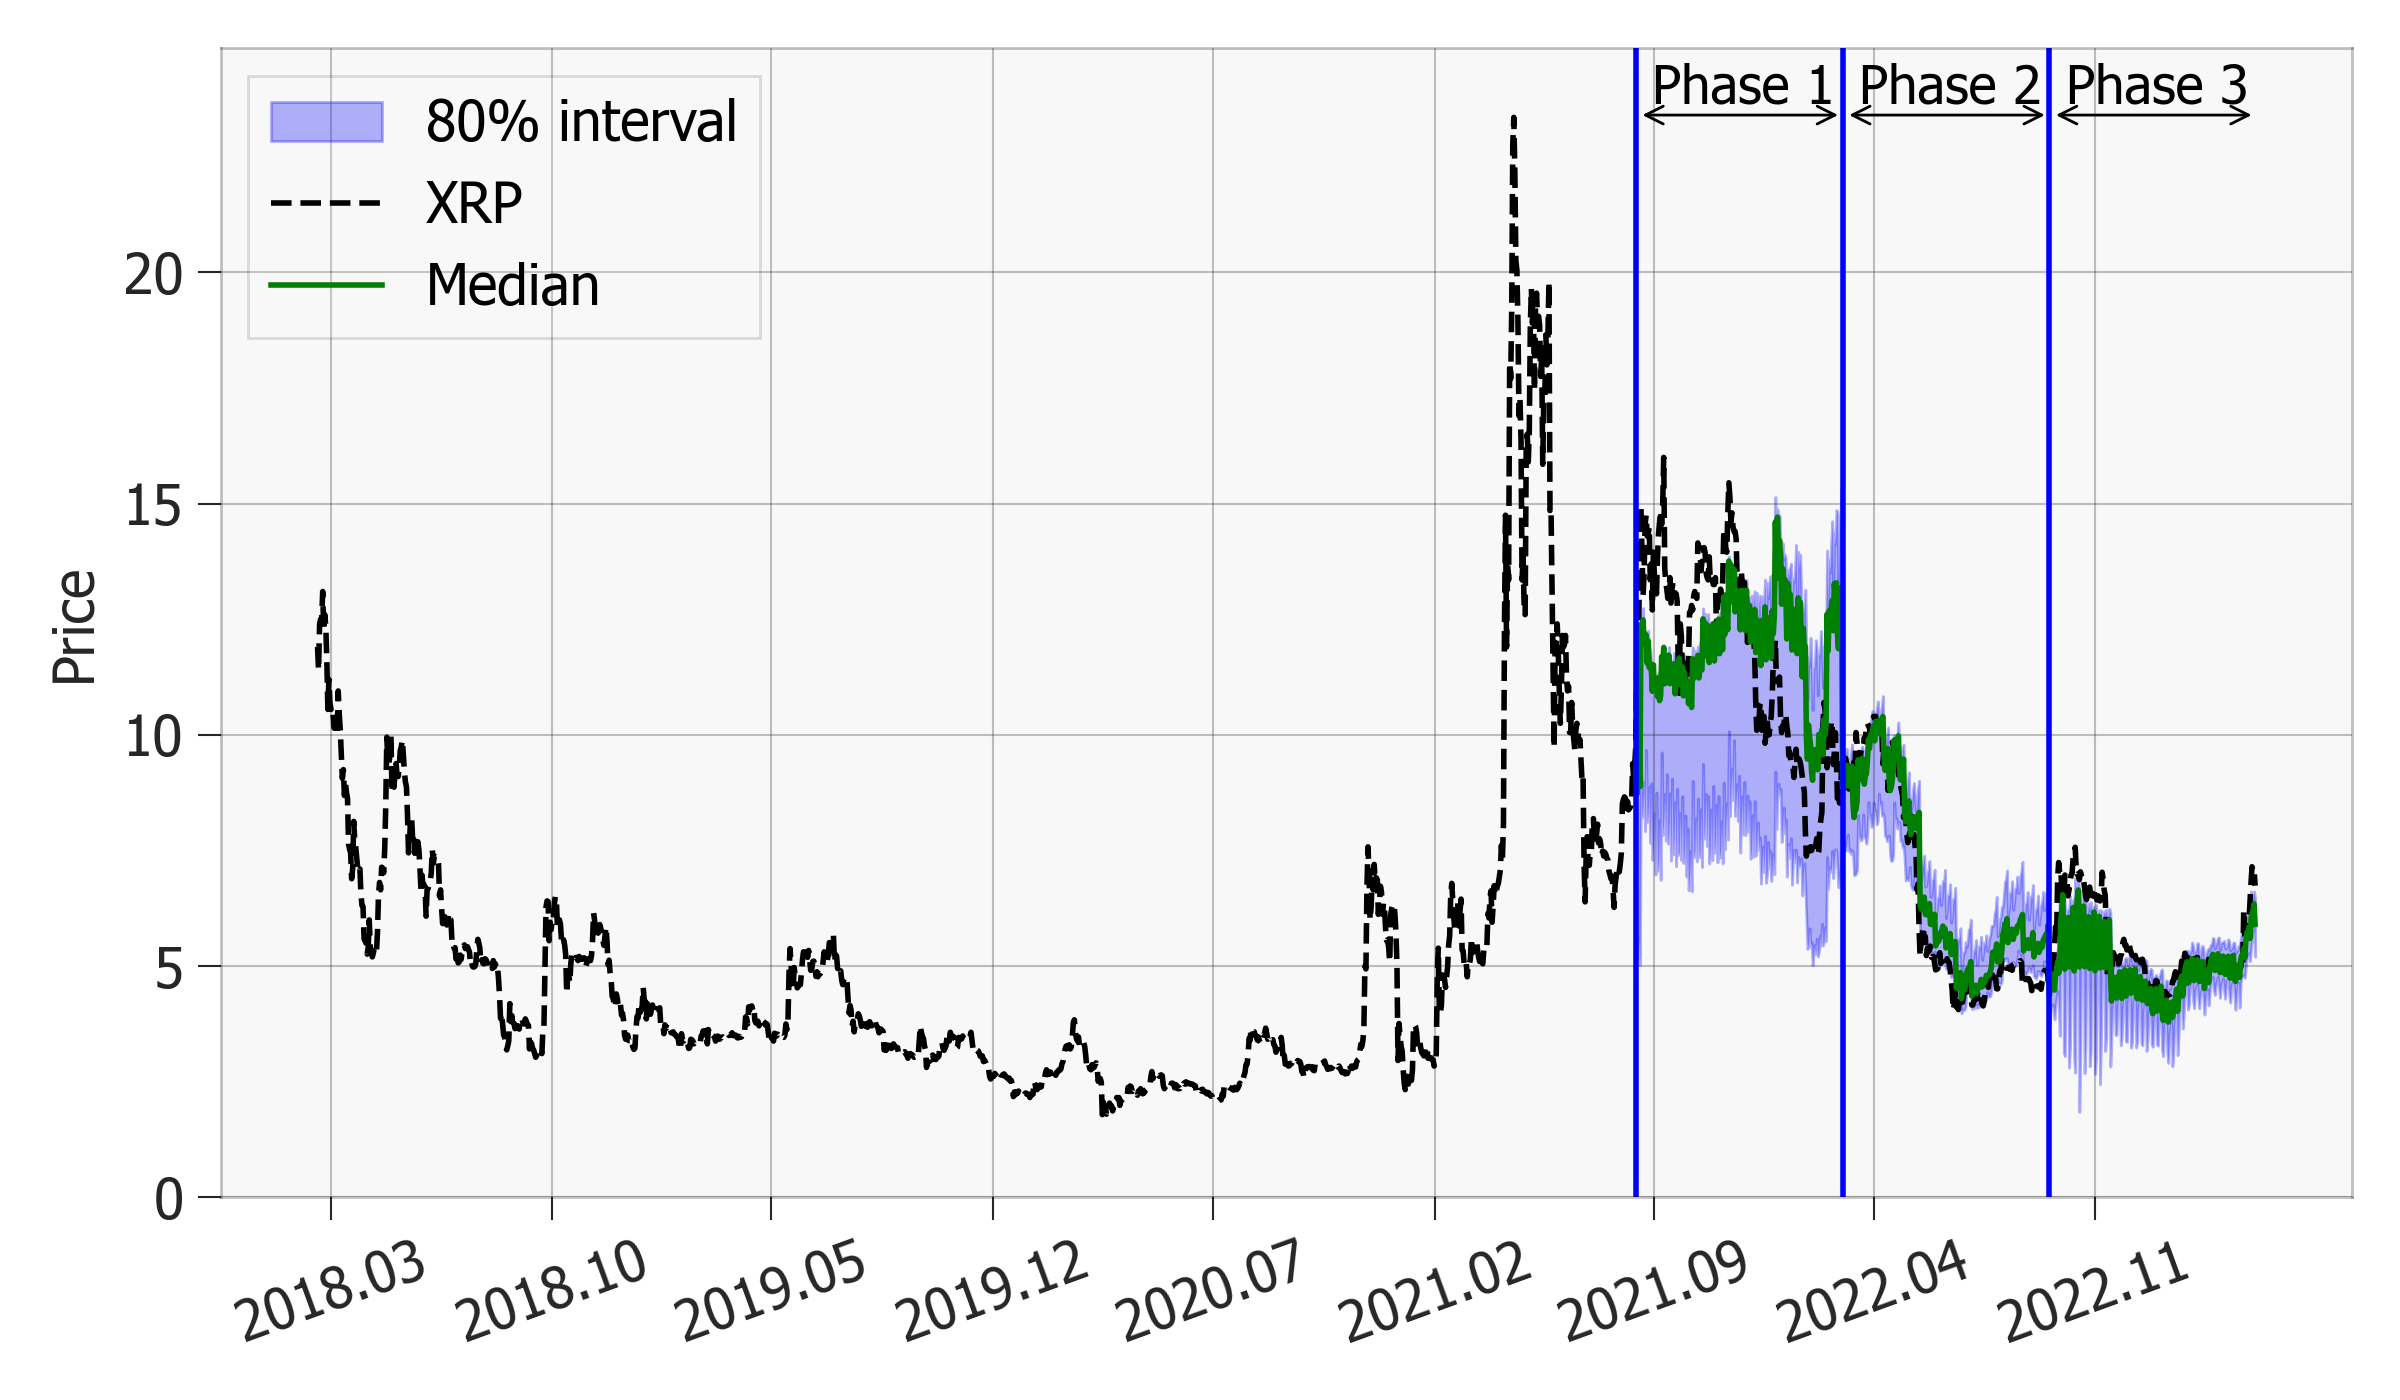 Phase 1
Phase 2
Phase 3
80% interval
XRP
Median
Price
20
15
10
5
0
2018.03
2018.10
2019.05
2019.12
2020.07
2021.02
2021.09
2022.04
2022.11